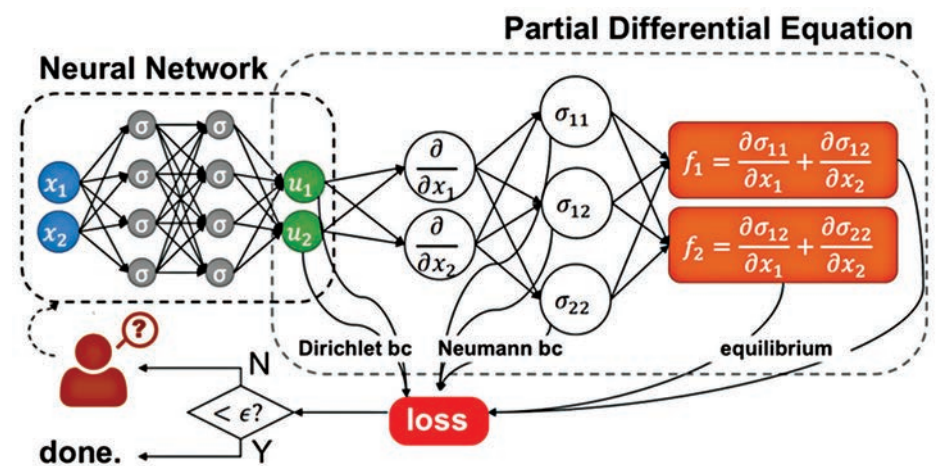 Partial Differential Equation
Neural Network
x₁
x₂
σ
σ
σ
σ
σ
σ
σ
σ
u₁
u₂
∂/∂x₁
∂/∂x₂
σ₁₁
σ₁₂
σ₂₂
f₁ = ∂σ₁₁/∂x₁ + ∂σ₁₂/∂x₂
f₂ = ∂σ₁₂/∂x₁ + ∂σ₂₂/∂x₂
Dirichlet bc
Neumann bc
equilibrium
?
N
< ϵ?
loss
done.
Y